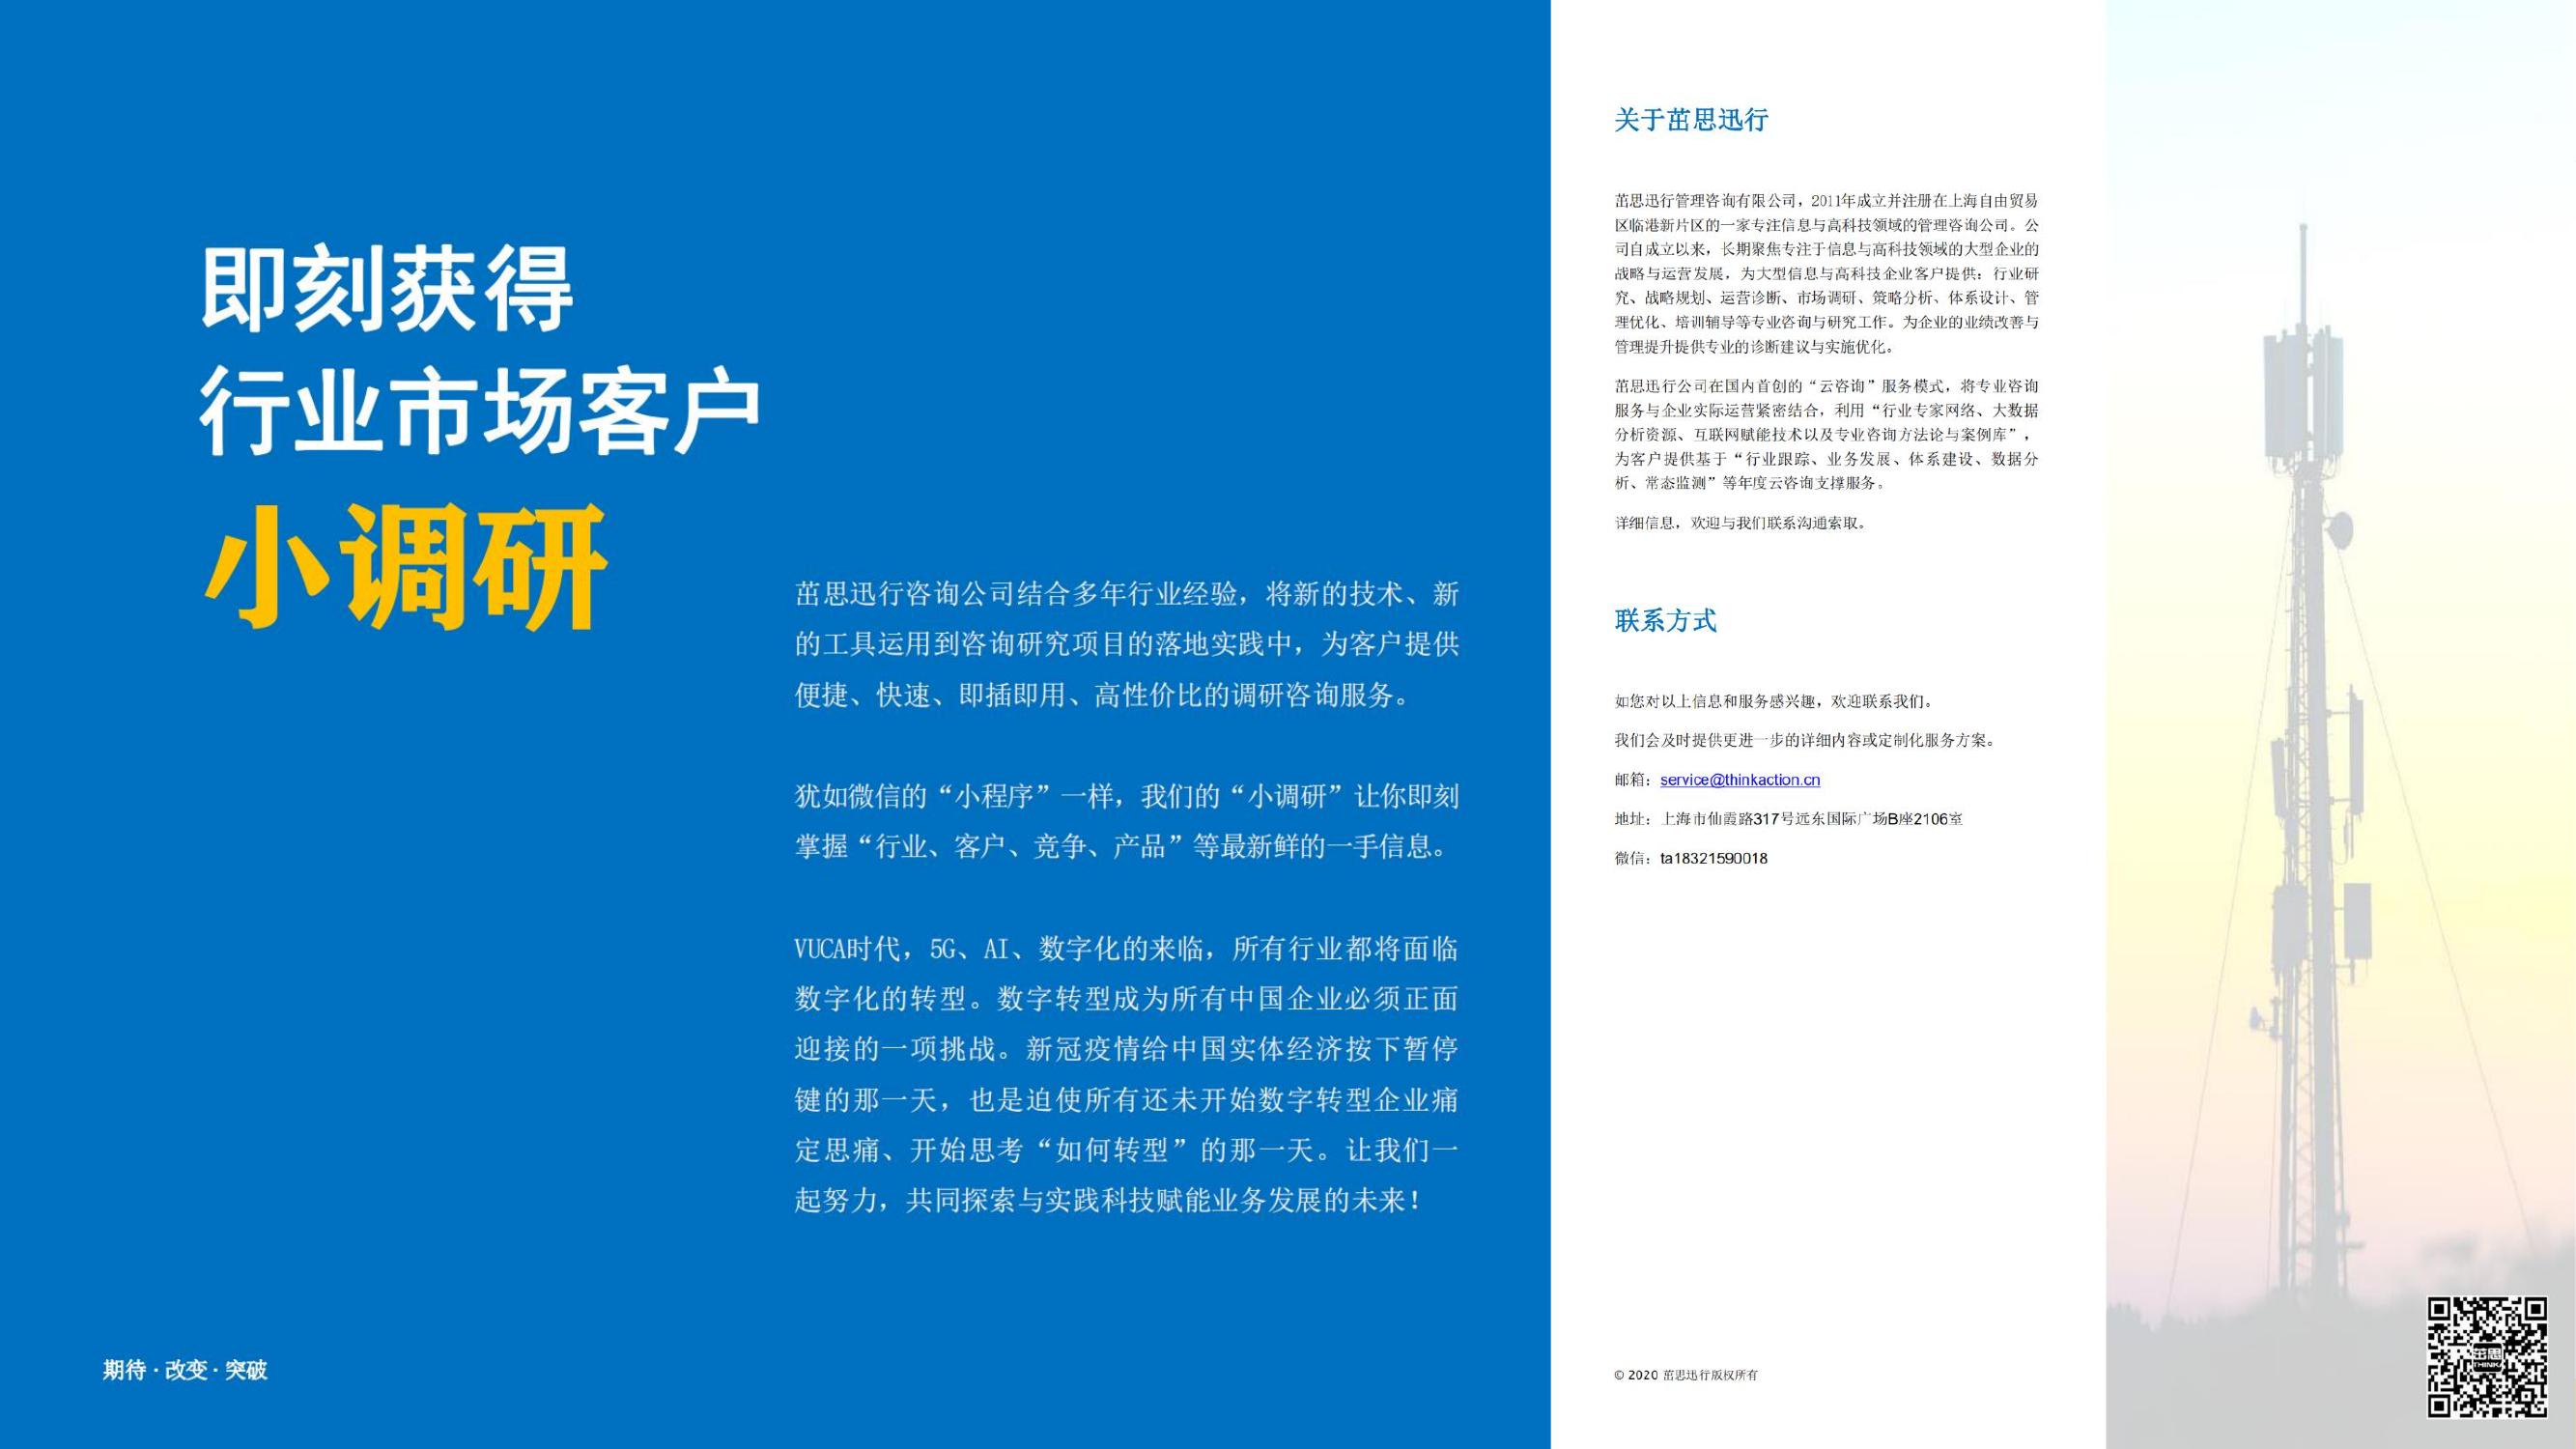 即刻获得
行业市场客户
小调研
茁思迅行咨询公司结合多年行业经验，将新的技术、新
的工具运用到咨询研究项目的落地实践中，为客户提供
便捷、快速、即插即用、高性价比的调研咨询服务。
犹如微信的“小程序”一样，我们的“小调研”让你即刻
掌握“行业、客户、竞争、产品”等最新鲜的一手信息。
VUCA时代，5G、AI、数字化的来临，所有行业都将面临
数字化的转型。数字转型成为所有中国企业必须正面
迎接的一项挑战。新冠疫情给中国实体经济按下暂停
键的那一天，也是迫使所有还未开始数字转型企业痛
定思痛、开始思考“如何转型”的那一天。让我们一
起努力，共同探索与实践科技赋能业务发展的未来！
期待·改变·突破
关于茁思迅行
茁思迅行管理咨询有限公司，2011年成立并注册在上海自由贸易
区临港新片区的一家专注信息与高科技领域的管理咨询公司。公
司自成立以来，长期聚焦专注于信息与高科技领域的大型企业的
战略与运营发展，为大型信息与高科技企业客户提供：行业研
究、战略规划、运营诊断、市场调研、策略分析、体系设计、管
理优化、培训辅导等专业咨询与研究工作。为企业的业绩改善与
管理提升提供专业的诊断建议与实施优化。
茁思迅行公司在国内首创的“云咨询”服务模式，将专业咨询
服务与企业实际运营紧密结合，利用“行业专家网络、大数据
分析资源、互联网赋能技术以及专业咨询方法论与案例库”，
为客户提供基于“行业跟踪、业务发展、体系建设、数据分
析、常态监测”等年度云咨询支撑服务。
详细信息，欢迎与我们联系沟通索取。
联系方式
如您对以上信息和服务感兴趣，欢迎联系我们。
我们会及时提供更进一步的详细内容或定制化服务方案。
邮箱：service@thinkaction.cn
地址：上海市仙霞路317号远东国际广场B座2106室
微信：ta18321590018
© 2020 茁思迅行版权所有
茁思
THINK